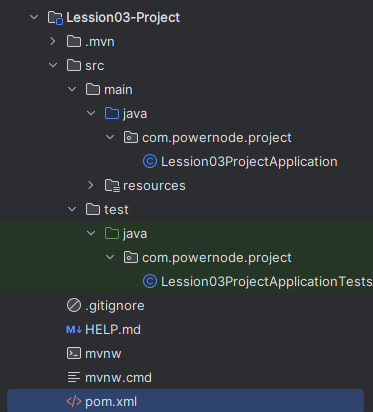 Lession03-Project
.mvn
src
main
java
com.powernode.project
Lession03ProjectApplication
resources
test
java
com.powernode.project
Lession03ProjectApplicationTests
.gitignore
M↓ HELP.md
mvnw
mvnw.cmd
</> pom.xml